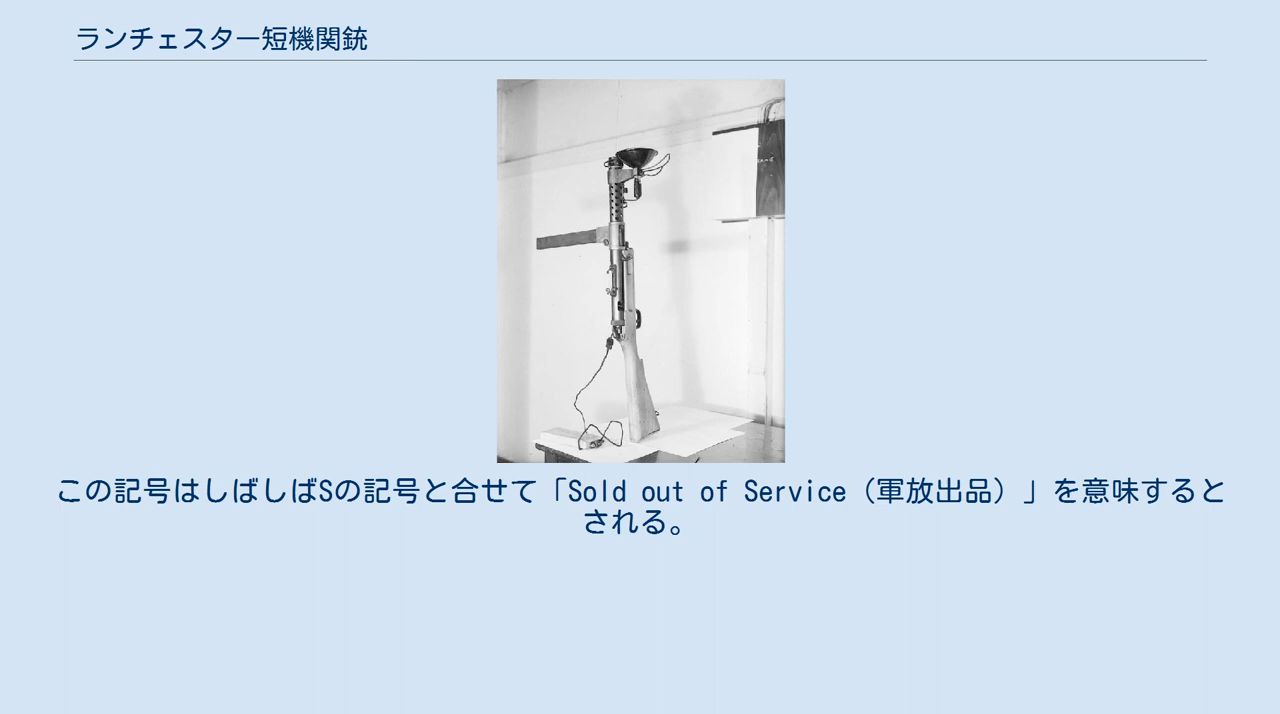 ランチェスター短機関銃
この記号はしばしばSの記号と合せて「Sold out of Service（軍放出品）」を意味すると
される。